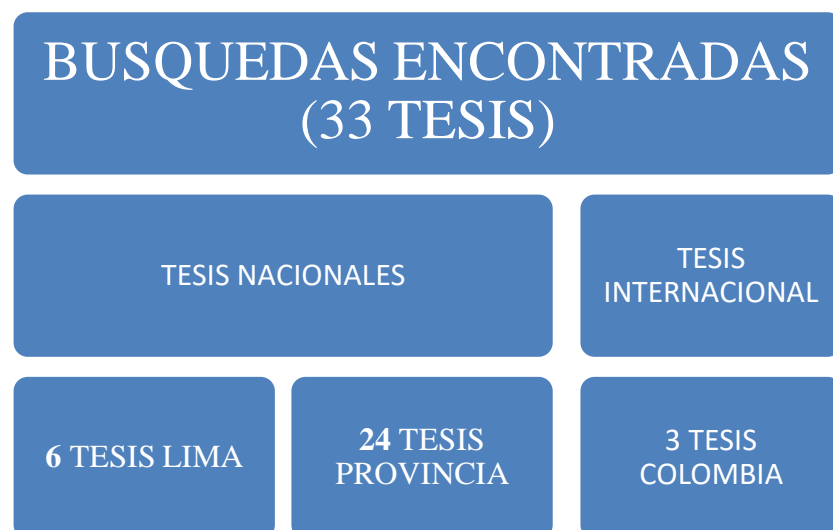 BUSQUEDAS ENCONTRADAS
(33 TESIS)
TESIS NACIONALES
TESIS
INTERNACIONAL
6 TESIS LIMA
24 TESIS
PROVINCIA
3 TESIS
COLOMBIA